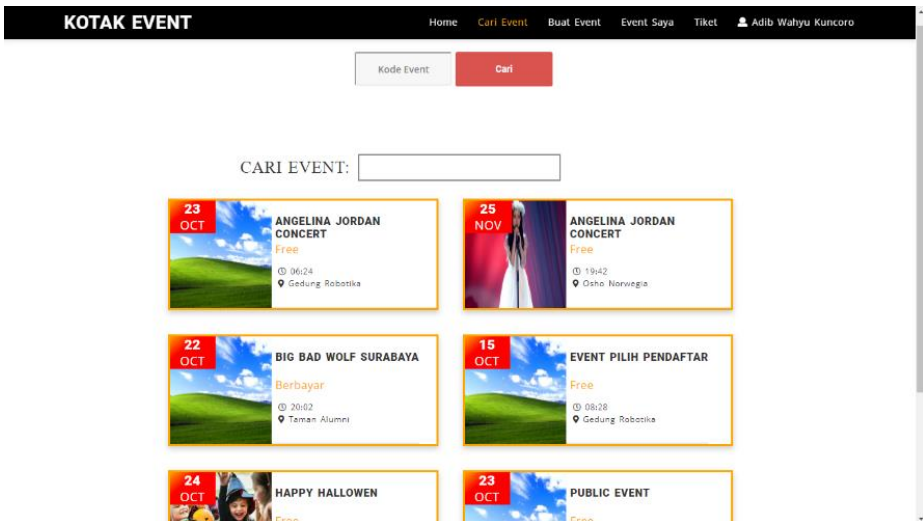 KOTAK EVENT
Home Cari Event Buat Event Event Saya Tiket Adib Wahyu Kuncoro
Kode Event Cari
CARI EVENT:
23
OCT
ANGELINA JORDAN
CONCERT
Free
06:24
Gedung Robotika
25
NOV
ANGELINA JORDAN
CONCERT
Free
19:42
Osho Norwegia
22
OCT
BIG BAD WOLF SURABAYA
Berbayar
20:02
Taman Alumni
15
OCT
EVENT PILIH PENDAFTAR
Free
08:28
Gedung Robotika
24
OCT
HAPPY HALLOWEN
Free
23
OCT
PUBLIC EVENT
Free